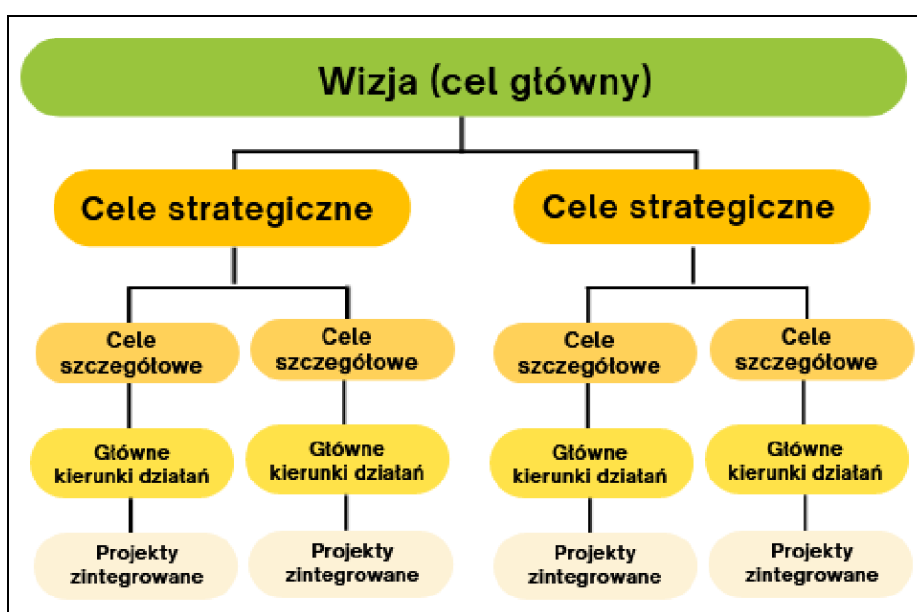 Wizja (cel główny)
Cele strategiczne
Cele strategiczne
Cele
szczegółowe
Cele
szczegółowe
Cele
szczegółowe
Cele
szczegółowe
Główne
kierunki działań
Główne
kierunki działań
Główne
kierunki działań
Główne
kierunki działań
Projekty
zintegrowane
Projekty
zintegrowane
Projekty
zintegrowane
Projekty
zintegrowane